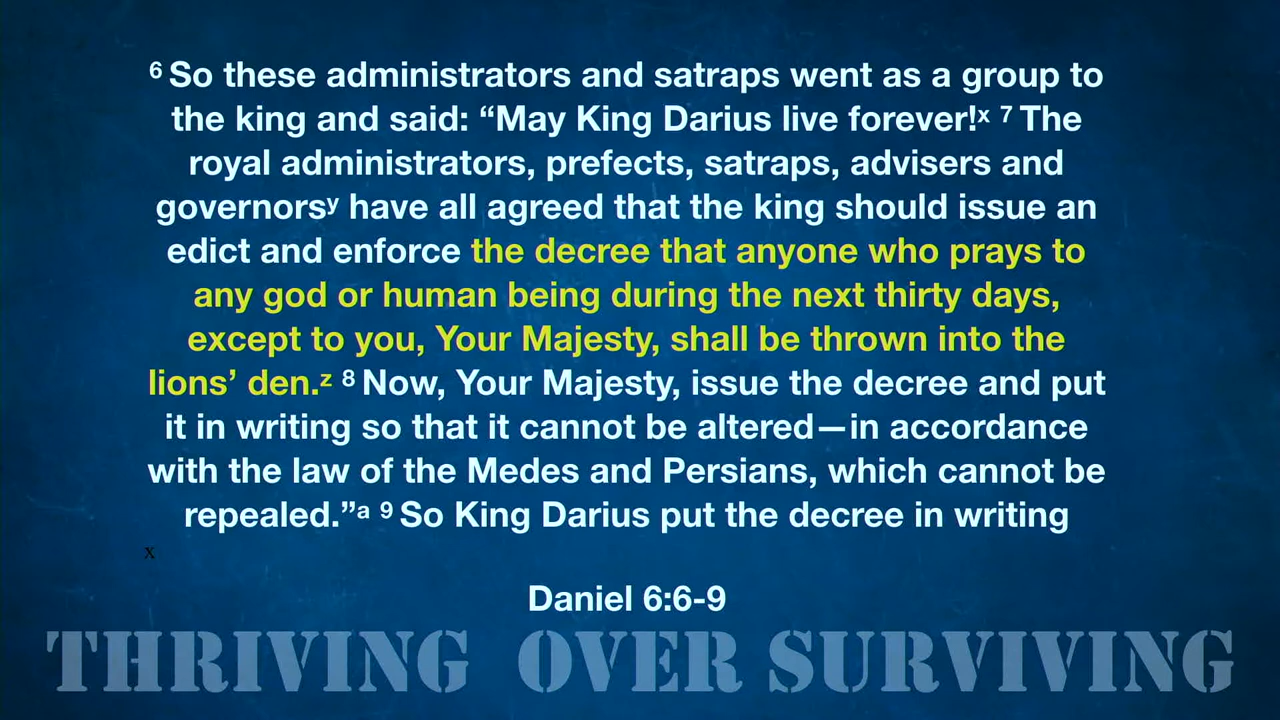 ⁶ So these administrators and satraps went as a group to
the king and said: “May King Darius live forever!ˣ ⁷ The
royal administrators, prefects, satraps, advisers and
governorsʸ have all agreed that the king should issue an
edict and enforce the decree that anyone who prays to
any god or human being during the next thirty days,
except to you, Your Majesty, shall be thrown into the
lions’ den.ᶻ ⁸ Now, Your Majesty, issue the decree and put
it in writing so that it cannot be altered—in accordance
with the law of the Medes and Persians, which cannot be
repealed.”ᵃ ⁹ So King Darius put the decree in writing
x
Daniel 6:6-9
THRIVING OVER SURVIVING